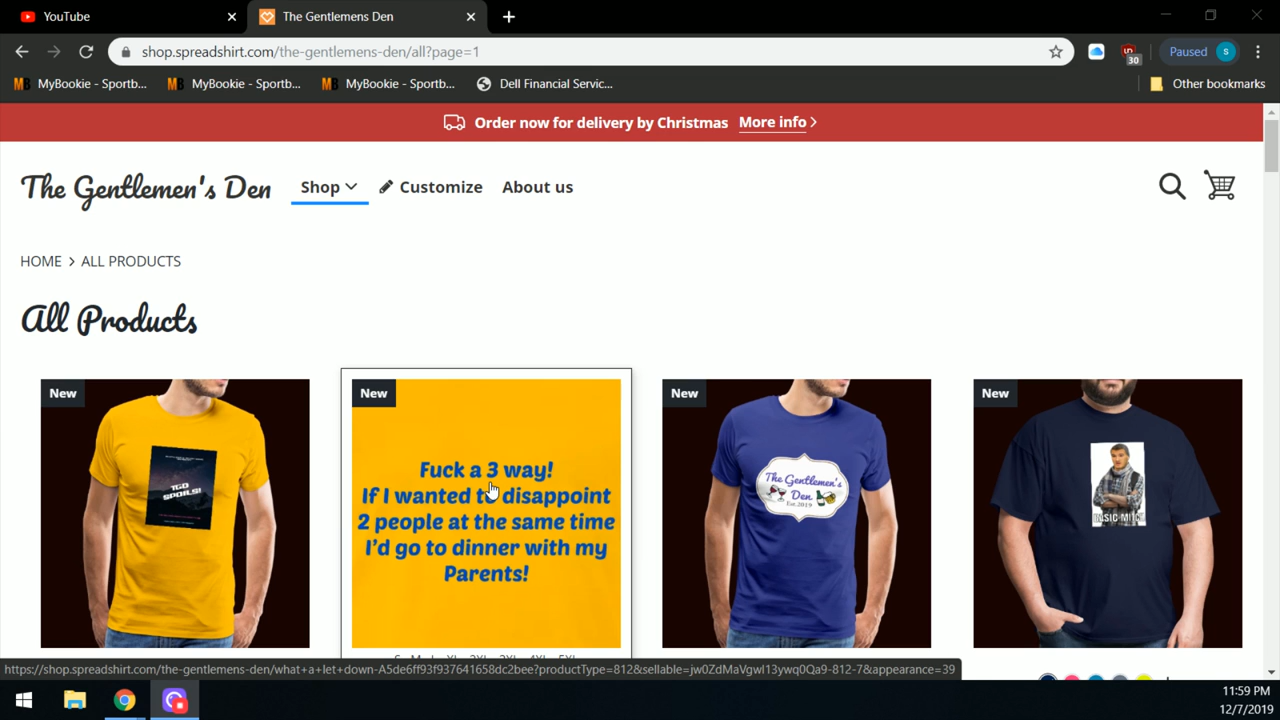 YouTube
The Gentlemens Den
shop.spreadshirt.com/the-gentlemens-den/all?page=1
30
Paused
S
MB MyBookie - Sportb...
MB MyBookie - Sportb...
MB MyBookie - Sportb...
Dell Financial Servic...
Other bookmarks
Order now for delivery by Christmas More info
The Gentlemen's Den
Shop
Customize
About us
HOME > ALL PRODUCTS
All Products
New
TGD
SPOILS!
New
Fuck a 3 way!
If I wanted to disappoint
2 people at the same time
I'd go to dinner with my
Parents!
New
The Gentlemen's
Den
Est.2019
New
https://shop.spreadshirt.com/the-gentlemens-den/what+a+let+down-A5de6ff93f937641658dc2bee?productType=812&sellable=jw0ZdMaVgwl13ywq0Qa9-812-7&appearance=39
11:59 PM
12/7/2019